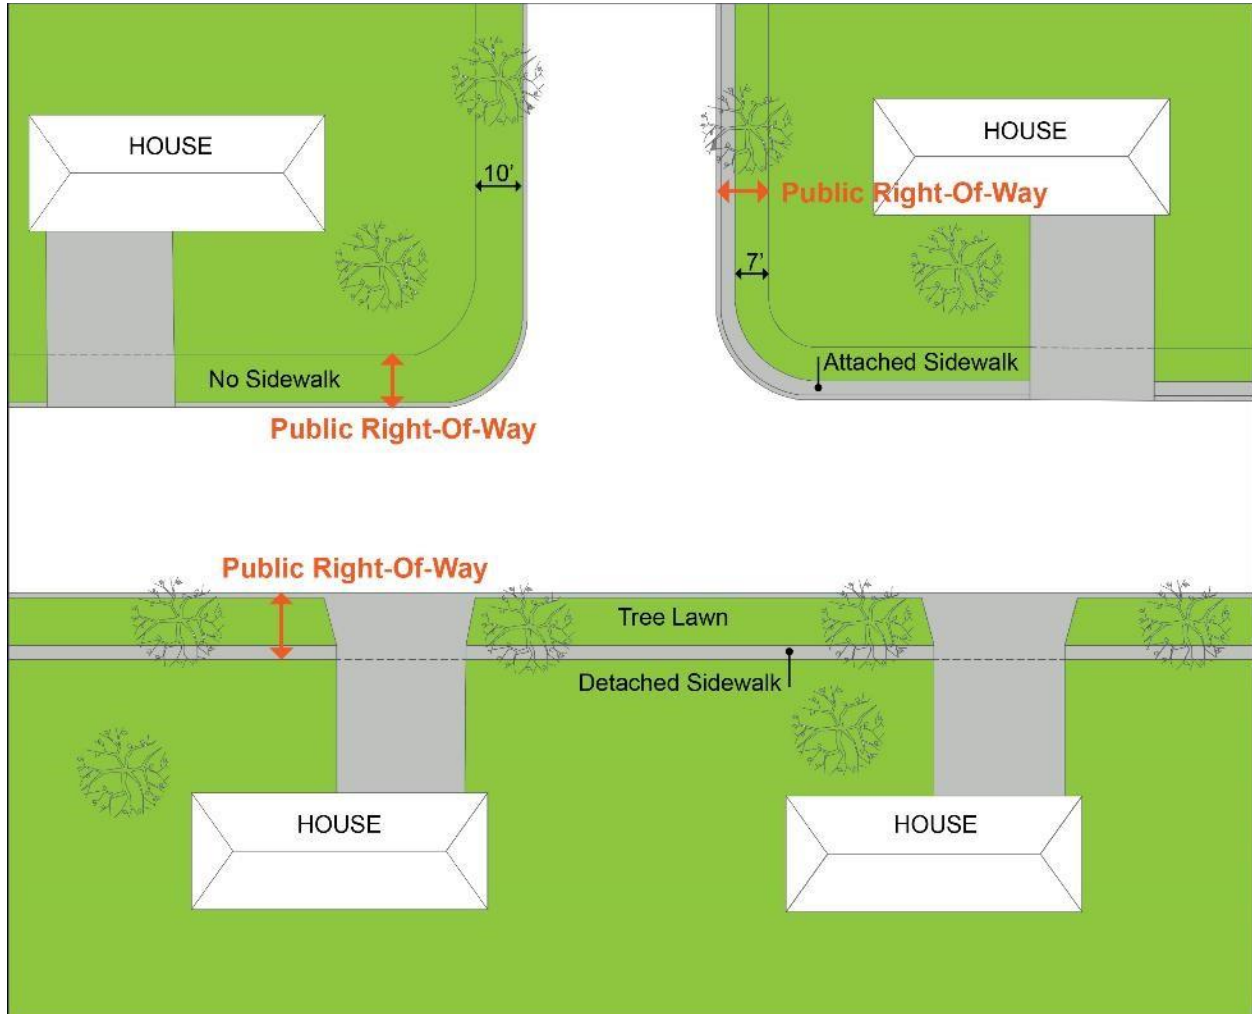 HOUSE
HOUSE
10’
Public Right-Of-Way
7’
Attached Sidewalk
No Sidewalk
Public Right-Of-Way
Public Right-Of-Way
Tree Lawn
Detached Sidewalk
HOUSE
HOUSE